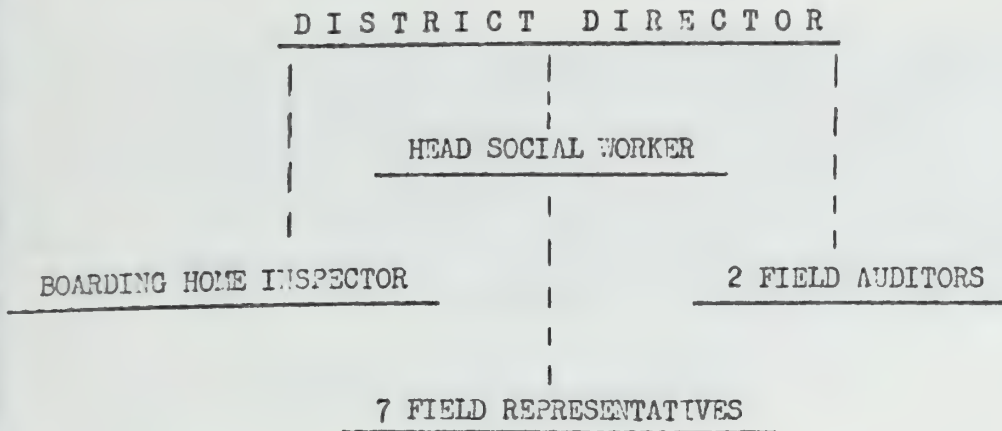 DISTRICT DIRECTOR
HEAD SOCIAL WORKER
BOARDING HOME INSPECTOR
2 FIELD AUDITORS
7 FIELD REPRESENTATIVES